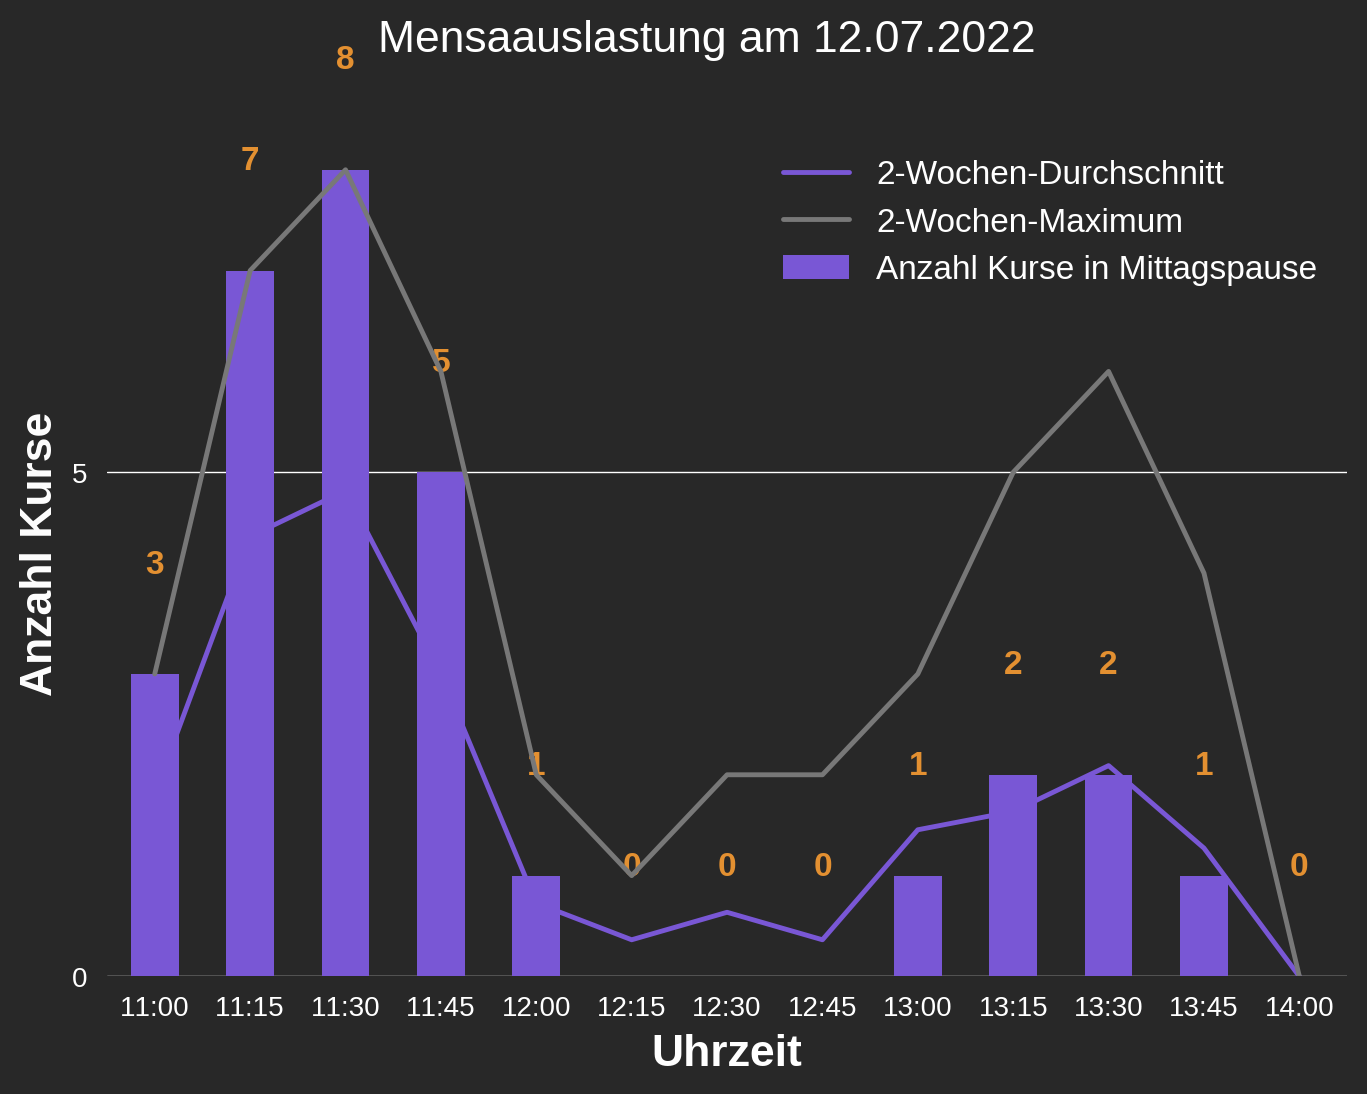 Mensaauslastung am 12.07.2022
8
7
2-Wochen-Durchschnitt
2-Wochen-Maximum
Anzahl Kurse in Mittagspause
5
Anzahl Kurse
5
3
2 2
1 1 1
0 0 0 0
0
11:00 11:15 11:30 11:45 12:00 12:15 12:30 12:45 13:00 13:15 13:30 13:45 14:00
Uhrzeit